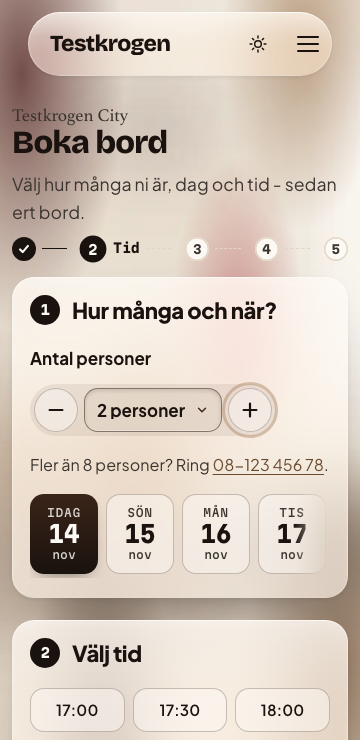 Testkrogen
Testkrogen City
Boka bord
Välj hur många ni är, dag och tid - sedan
ert bord.
2 Tid 3 4 5
1 Hur många och när?
Antal personer
− 2 personer +
Fler än 8 personer? Ring 08-123 456 78.
IDAG SÖN MÅN TIS
14 15 16 17
nov nov nov nov
2 Välj tid
17:00 17:30 18:00